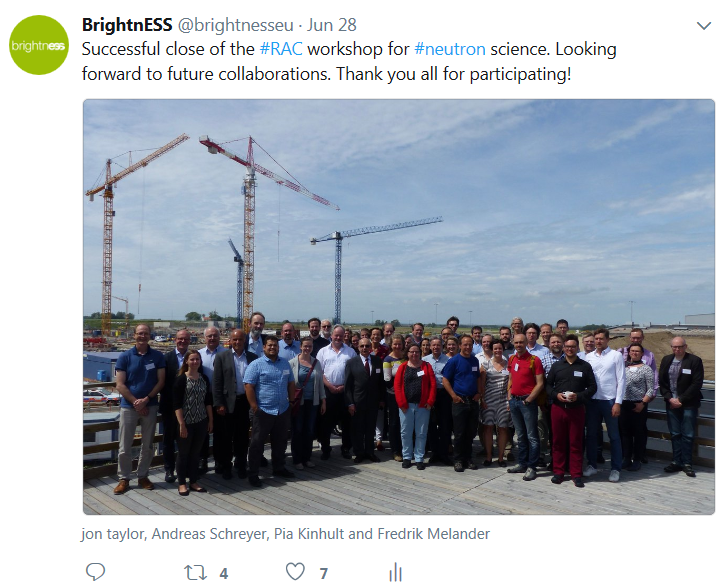 brightness
BrightnESS @brightnesseu · Jun 28
Successful close of the #RAC workshop for #neutron science. Looking
forward to future collaborations. Thank you all for participating!
jon taylor, Andreas Schreyer, Pia Kinhult and Fredrik Melander
4 7